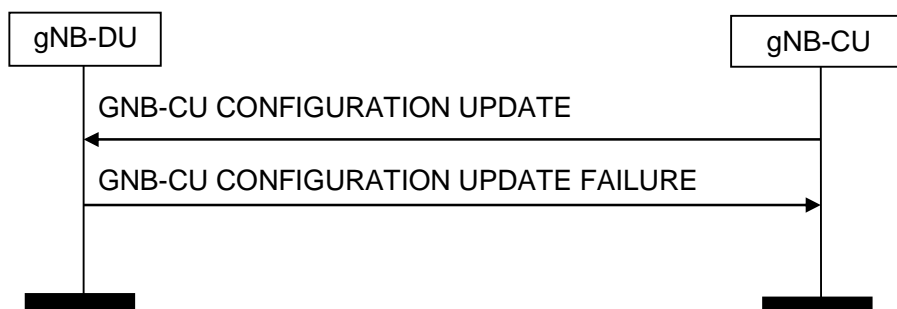 gNB-DU
gNB-CU
GNB-CU CONFIGURATION UPDATE
GNB-CU CONFIGURATION UPDATE FAILURE